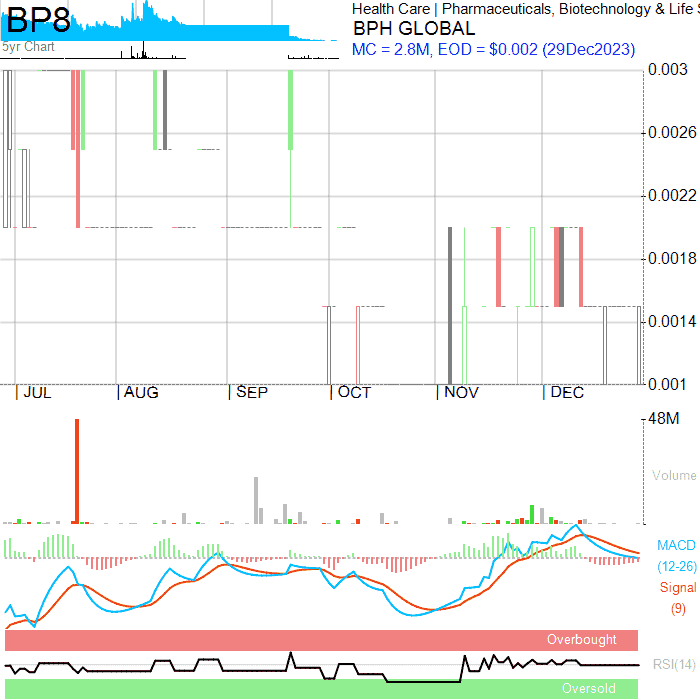 BP8
5yr Chart
Health Care | Pharmaceuticals, Biotechnology & Life S
BPH GLOBAL
MC = 2.8M, EOD = $0.002 (29Dec2023)
0.003
0.0026
0.0022
0.0018
0.0014
0.001
JUL AUG SEP OCT NOV DEC
48M
Volume
MACD
(12-26)
Signal
(9)
Overbought
RSI(14)
Oversold